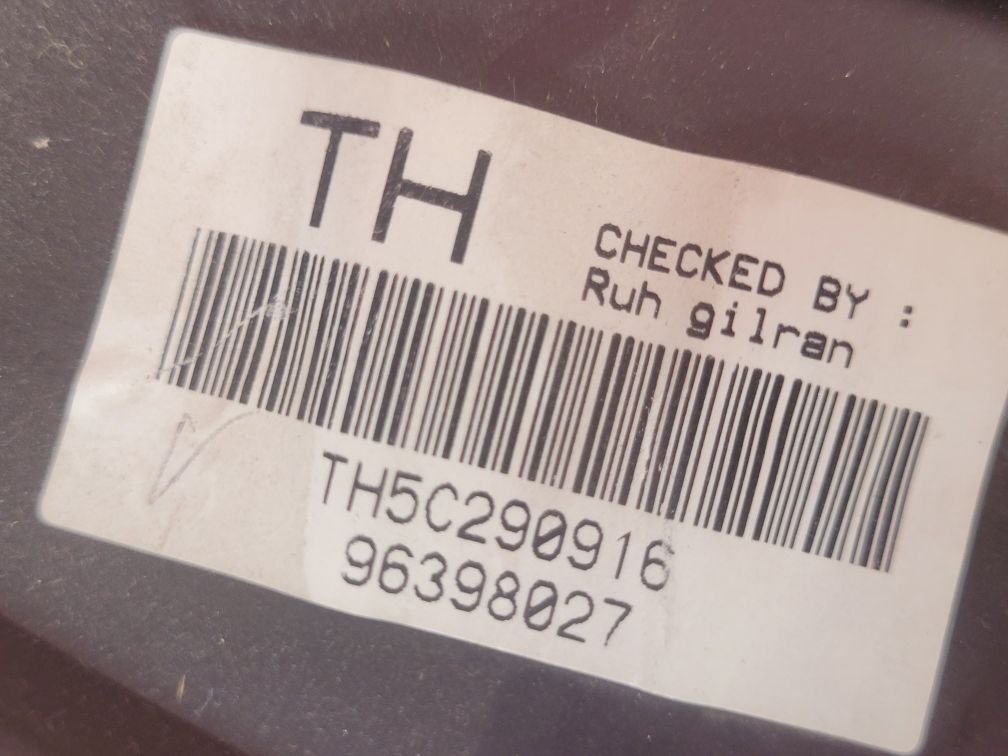 TH
CHECKED BY :
Ruh gilran
TH5C290916
96398027